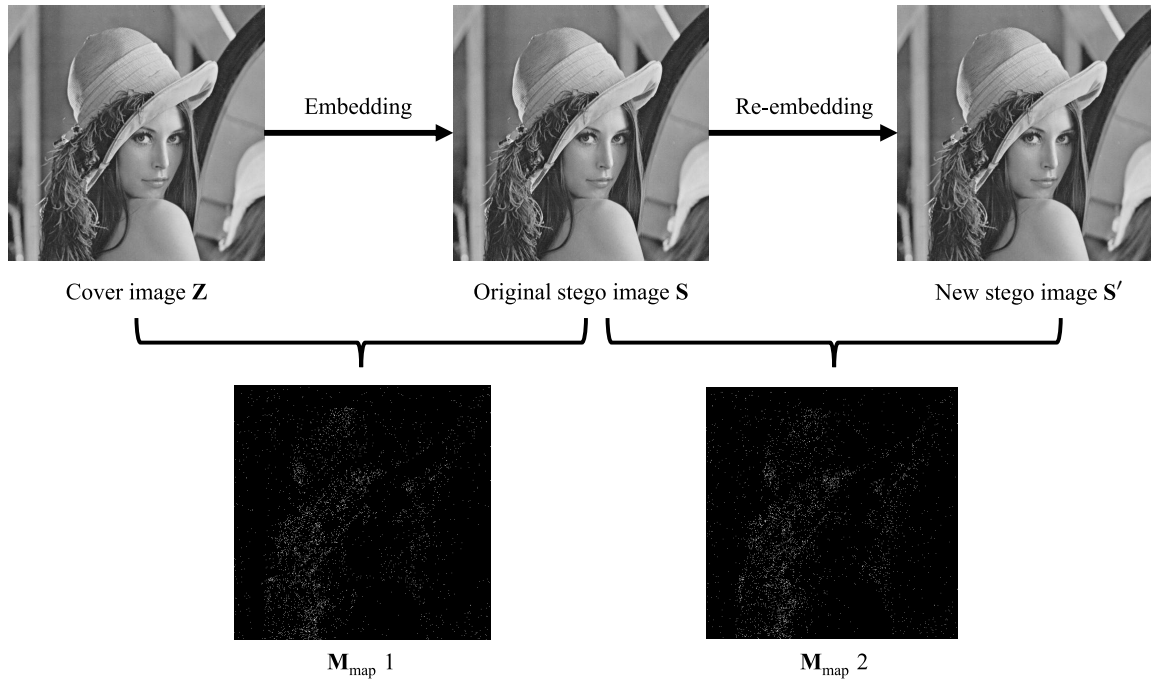 Embedding
Re-embedding
Cover image Z
Original stego image S
New stego image S′
M_map 1
M_map 2